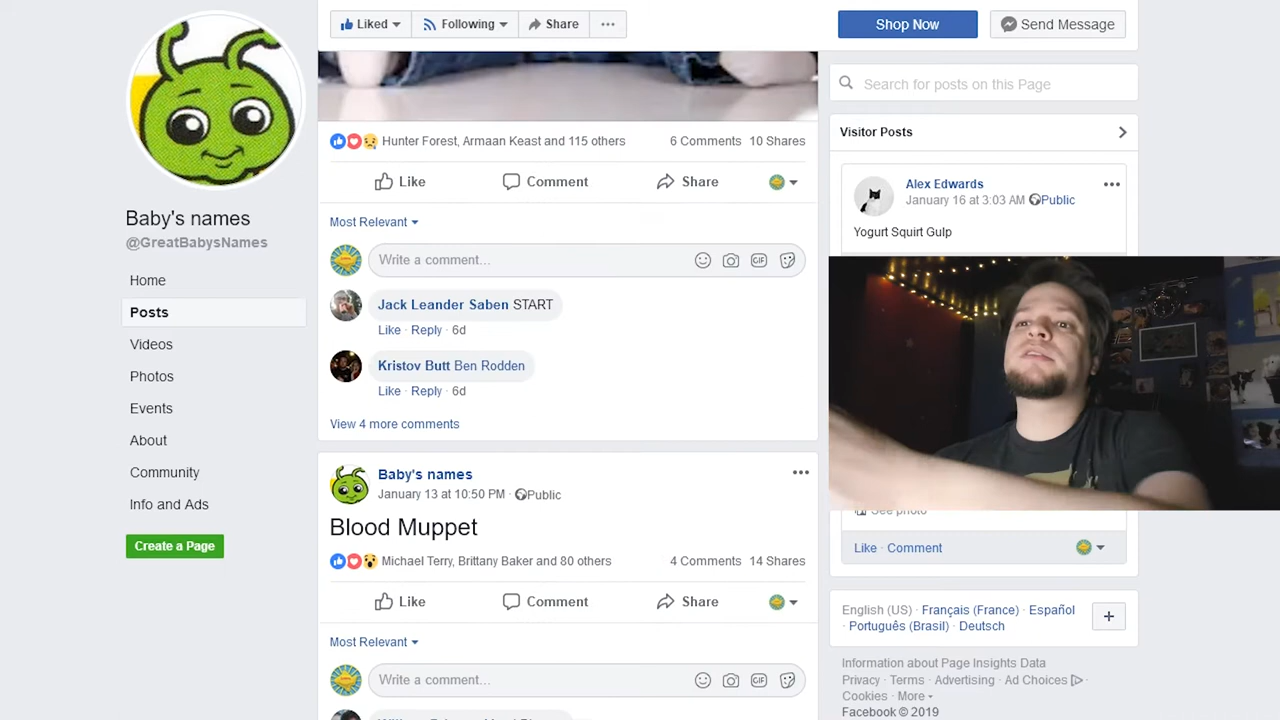 Liked
Following
Share
Shop Now
Send Message
Search for posts on this Page
Hunter Forest, Armaan Keast and 115 others
6 Comments 10 Shares
Like
Comment
Share
Most Relevant
Write a comment...
GIF
Jack Leander Saben START
Like · Reply · 6d
Kristov Butt Ben Rodden
Like · Reply · 6d
View 4 more comments
Baby's names
January 13 at 10:50 PM · Public
Blood Muppet
Michael Terry, Brittany Baker and 80 others
4 Comments 14 Shares
Like
Comment
Share
Most Relevant
Write a comment...
GIF
Baby's names
@GreatBabysNames
Home
Posts
Videos
Photos
Events
About
Community
Info and Ads
Create a Page
Visitor Posts
Alex Edwards
January 16 at 3:03 AM Public
Yogurt Squirt Gulp
See photo
Like · Comment
English (US) · Français (France) · Español
· Português (Brasil) · Deutsch
Information about Page Insights Data
Privacy · Terms · Advertising · Ad Choices ·
Cookies · More
Facebook © 2019